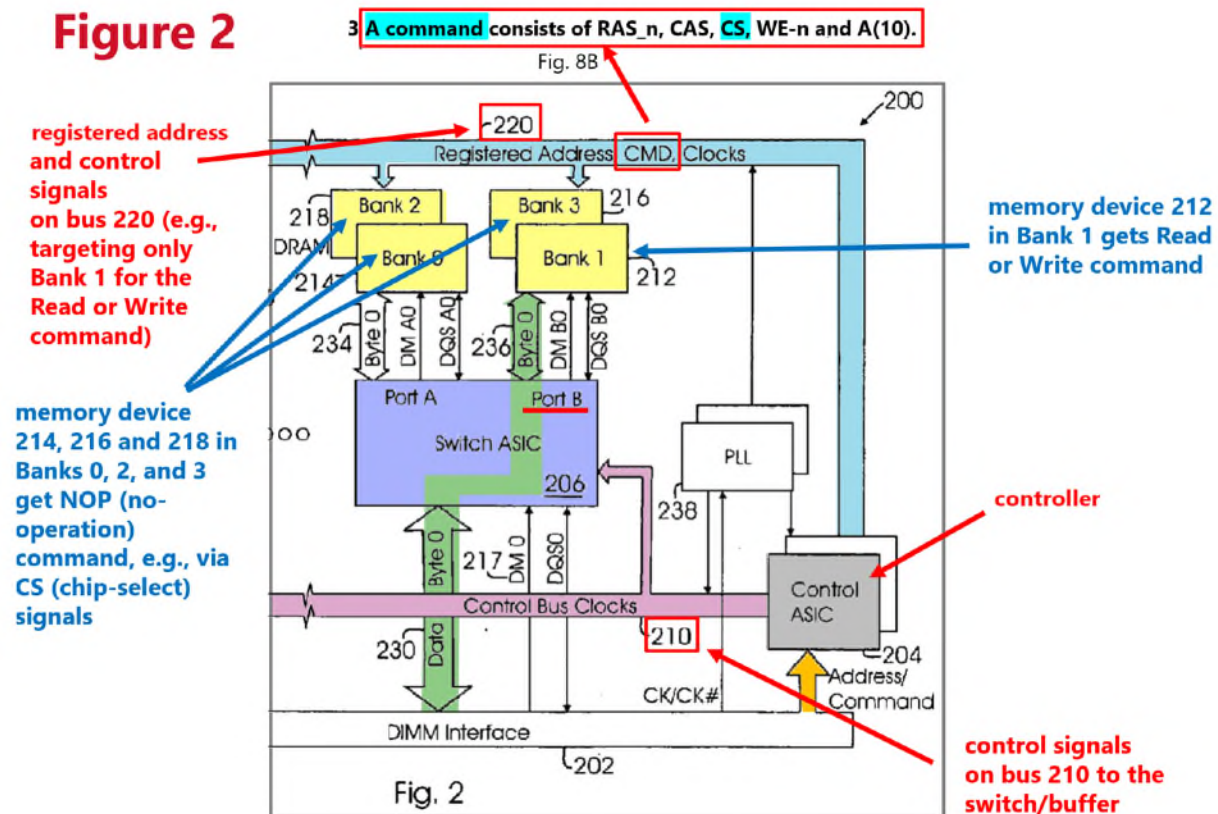 Figure 2
3 A command consists of RAS_n, CAS, CS, WE-n and A(10).
Fig. 8B
200
registered address
and control
signals
on bus 220 (e.g.,
targeting only
Bank 1 for the
Read or Write
command)
220
Registered Address, CMD, Clocks
218
Bank 2
Bank 3
216
DRAM
Bank 0
Bank 1
214
212
memory device 212
in Bank 1 gets Read
or Write command
234
Byte 0
DM A0
DQS A0
236
Byte 0
DM B0
DQS B0
memory device
214, 216 and 218 in
Banks 0, 2, and 3
get NOP (no-
operation)
command, e.g., via
CS (chip-select)
signals
Port A
Port B
Switch ASIC
206
PLL
238
controller
217
DM 0
DQS0
Byte 0
Data
230
Control Bus Clocks
210
Control
ASIC
204
Address/
Command
CK/CK#
DIMM Interface
202
control signals
on bus 210 to the
switch/buffer
Fig. 2